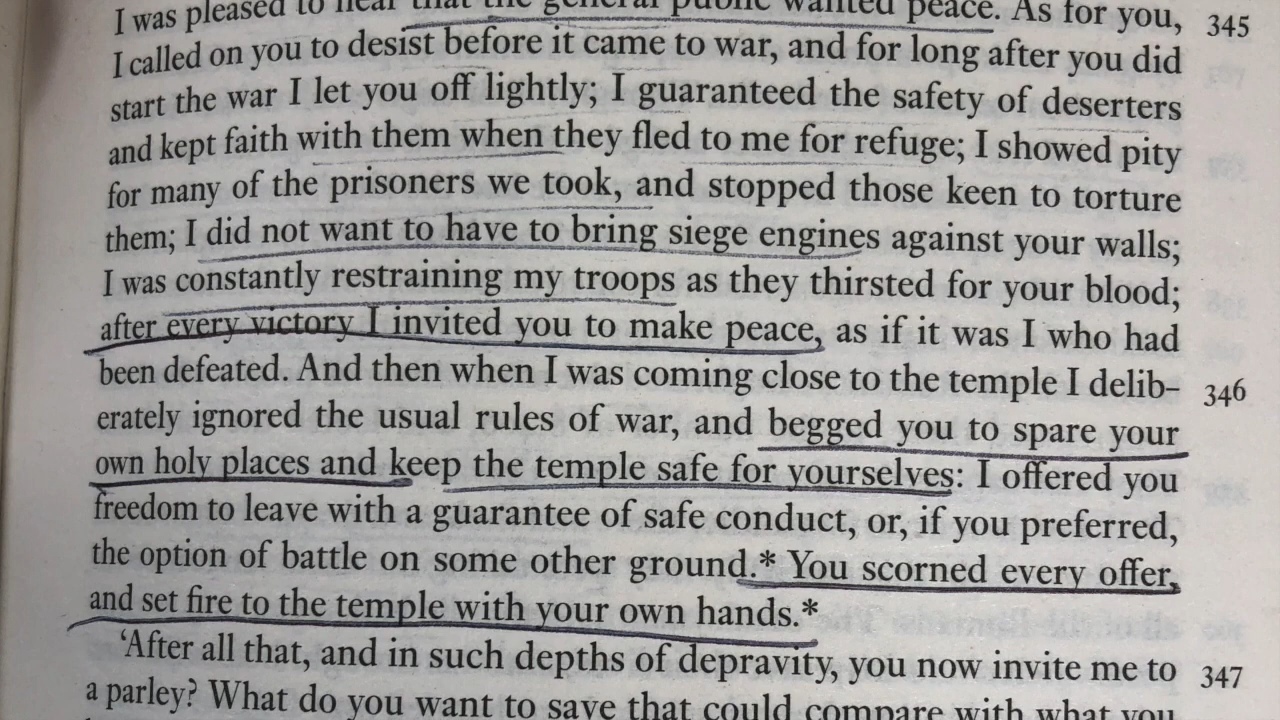 I was pleased to hear that the general public wanted peace. As for you, 345
I called on you to desist before it came to war, and for long after you did
start the war I let you off lightly; I guaranteed the safety of deserters
and kept faith with them when they fled to me for refuge; I showed pity
for many of the prisoners we took, and stopped those keen to torture
them; I did not want to have to bring siege engines against your walls;
I was constantly restraining my troops as they thirsted for your blood;
after every victory I invited you to make peace, as if it was I who had
been defeated. And then when I was coming close to the temple I delib- 346
erately ignored the usual rules of war, and begged you to spare your
own holy places and keep the temple safe for yourselves: I offered you
freedom to leave with a guarantee of safe conduct, or, if you preferred,
the option of battle on some other ground.* You scorned every offer,
and set fire to the temple with your own hands.*
‘After all that, and in such depths of depravity, you now invite me to 347
a parley? What do you want to save that could compare with what you